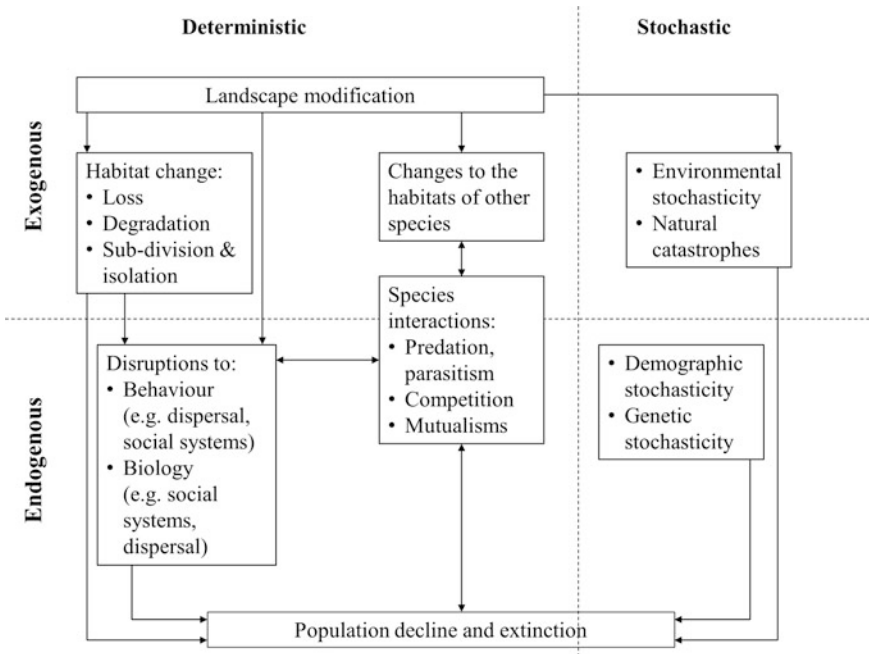 Deterministic
Stochastic
Exogenous
Landscape modification
Habitat change:
• Loss
• Degradation
• Sub-division &
isolation
Changes to the
habitats of other
species
• Environmental
stochasticity
• Natural
catastrophes
Endogenous
Species
interactions:
• Predation,
parasitism
• Competition
• Mutualisms
Disruptions to:
• Behaviour
(e.g. dispersal,
social systems)
• Biology
(e.g. social
systems,
dispersal)
• Demographic
stochasticity
• Genetic
stochasticity
Population decline and extinction